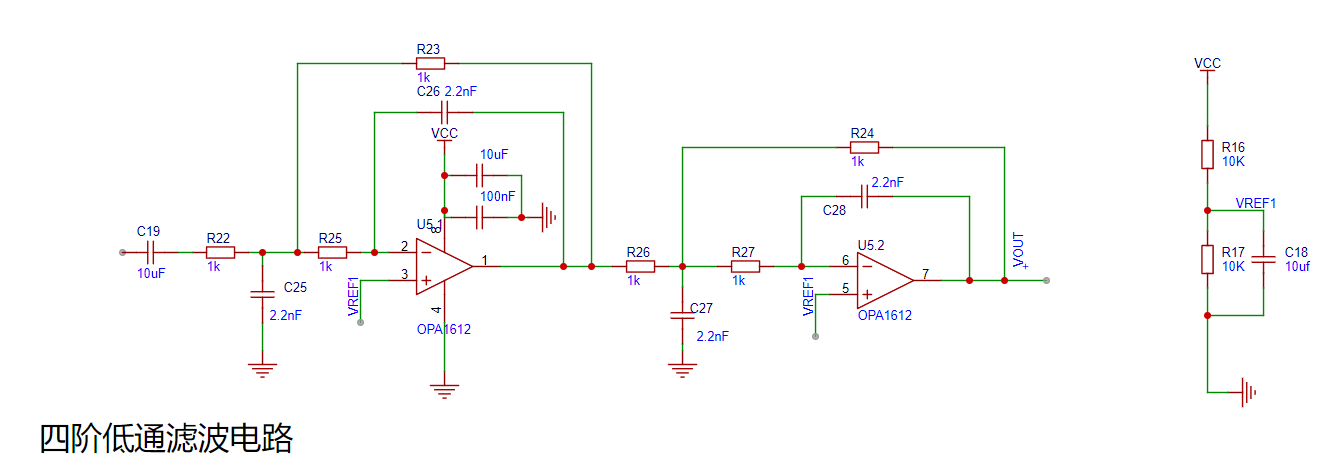 R23
1k
C26 2.2nF
VCC
10uF
100nF
U5.1
8
C19
10uF
R22
1k
C25
2.2nF
R25
1k
2
3
1
4
VREF1
OPA1612
R26
1k
C27
2.2nF
R27
1k
R24
1k
2.2nF
C28
U5.2
6
5
7
VREF1
OPA1612
VOUT
+
VCC
R16
10K
VREF1
R17
10K
C18
10uf
四阶低通滤波电路